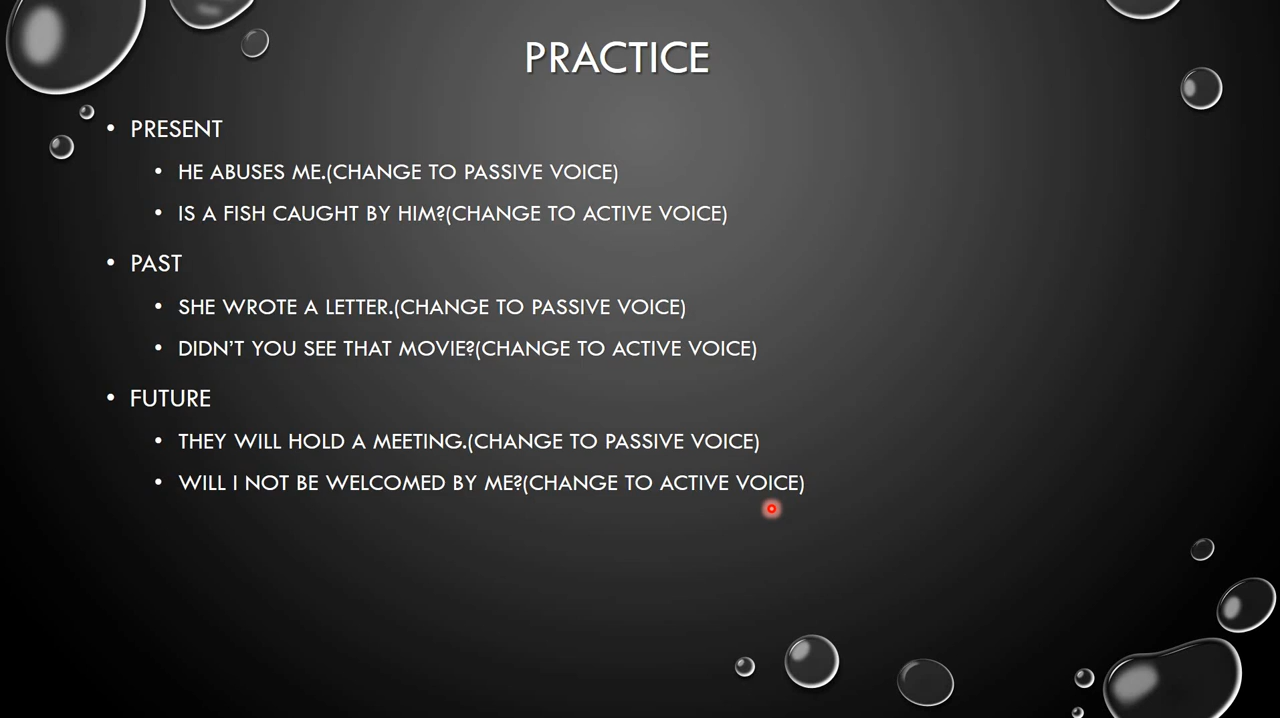 PRACTICE
• PRESENT
• HE ABUSES ME.(CHANGE TO PASSIVE VOICE)
• IS A FISH CAUGHT BY HIM?(CHANGE TO ACTIVE VOICE)
• PAST
• SHE WROTE A LETTER.(CHANGE TO PASSIVE VOICE)
• DIDN'T YOU SEE THAT MOVIE?(CHANGE TO ACTIVE VOICE)
• FUTURE
• THEY WILL HOLD A MEETING.(CHANGE TO PASSIVE VOICE)
• WILL I NOT BE WELCOMED BY ME?(CHANGE TO ACTIVE VOICE)